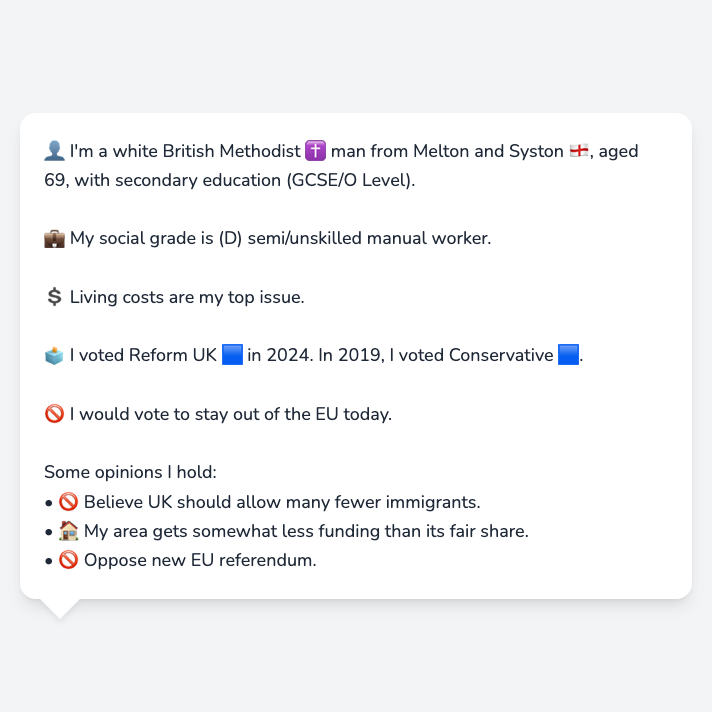 👤 I'm a white British Methodist ✝️ man from Melton and Syston 🏴󠁧󠁢󠁥󠁮󠁧󠁿, aged
69, with secondary education (GCSE/O Level).
💼 My social grade is (D) semi/unskilled manual worker.
💲 Living costs are my top issue.
🗳️ I voted Reform UK 🟦 in 2024. In 2019, I voted Conservative 🟦.
🚫 I would vote to stay out of the EU today.
Some opinions I hold:
• 🚫 Believe UK should allow many fewer immigrants.
• 🏠 My area gets somewhat less funding than its fair share.
• 🚫 Oppose new EU referendum.